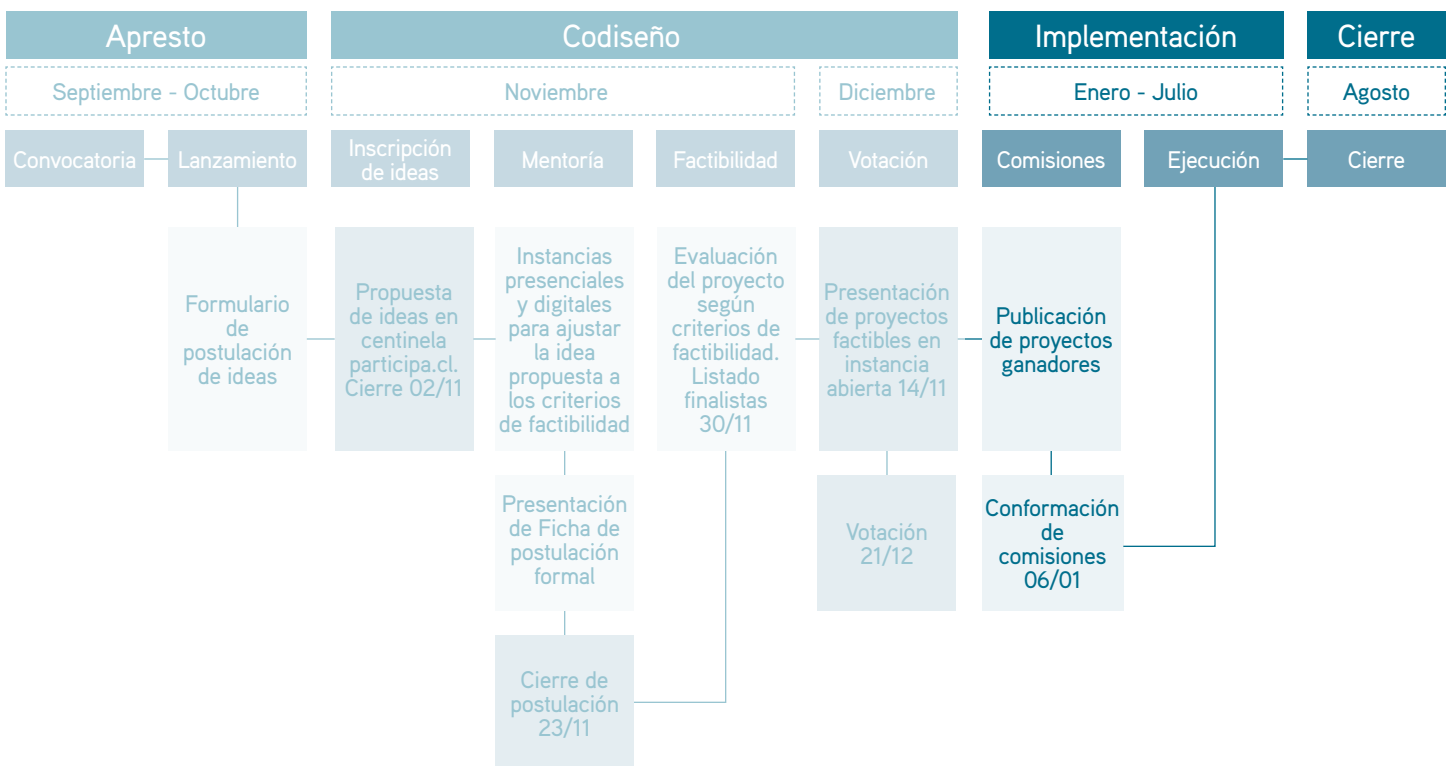 Apresto
Codiseño
Implementación
Cierre
Septiembre - Octubre
Noviembre
Diciembre
Enero - Julio
Agosto
Convocatoria
Lanzamiento
Inscripción
de ideas
Mentoría
Factibilidad
Votación
Comisiones
Ejecución
Cierre
Formulario
de
postulación
de ideas
Propuesta
de ideas en
centinela
participa.cl.
Cierre 02/11
Instancias
presenciales
y digitales
para ajustar
la idea
propuesta a
los criterios
de factibilidad
Evaluación
del proyecto
según
criterios de
factibilidad.
Listado
finalistas
30/11
Presentación
de proyectos
factibles en
instancia
abierta 14/11
Publicación
de proyectos
ganadores
Presentación
de Ficha de
postulación
formal
Votación
21/12
Conformación
de
comisiones
06/01
Cierre de
postulación
23/11